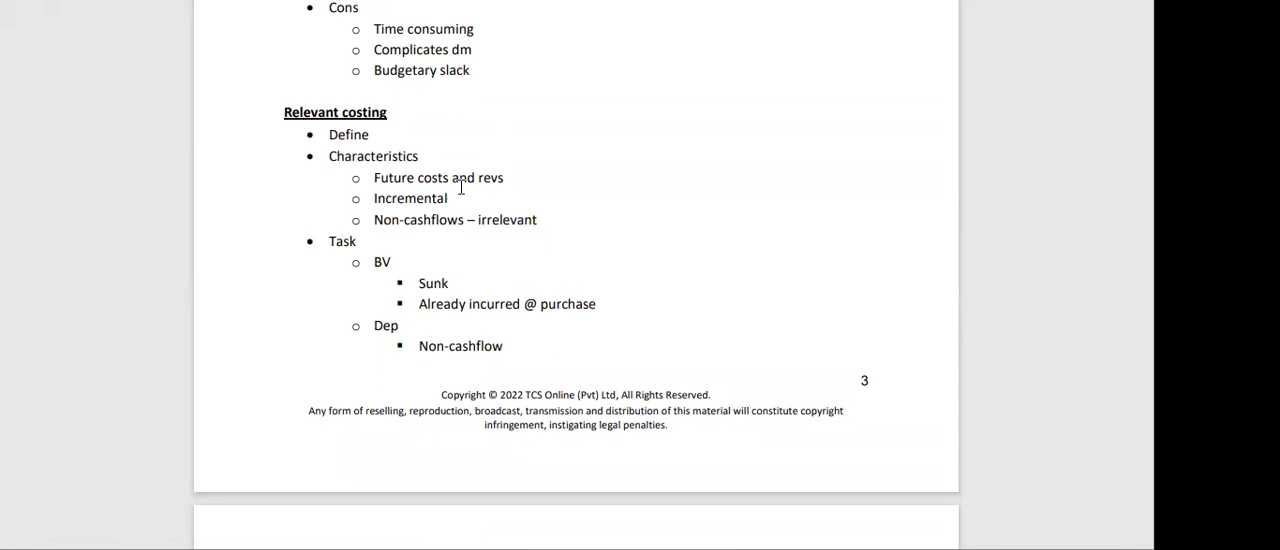 • Cons
o Time consuming
o Complicates dm
o Budgetary slack
Relevant costing
• Define
• Characteristics
o Future costs and revs
o Incremental
o Non-cashflows – irrelevant
• Task
o BV
▪ Sunk
▪ Already incurred @ purchase
o Dep
▪ Non-cashflow
3
Copyright © 2022 TCS Online (Pvt) Ltd, All Rights Reserved.
Any form of reselling, reproduction, broadcast, transmission and distribution of this material will constitute copyright
infringement, instigating legal penalties.